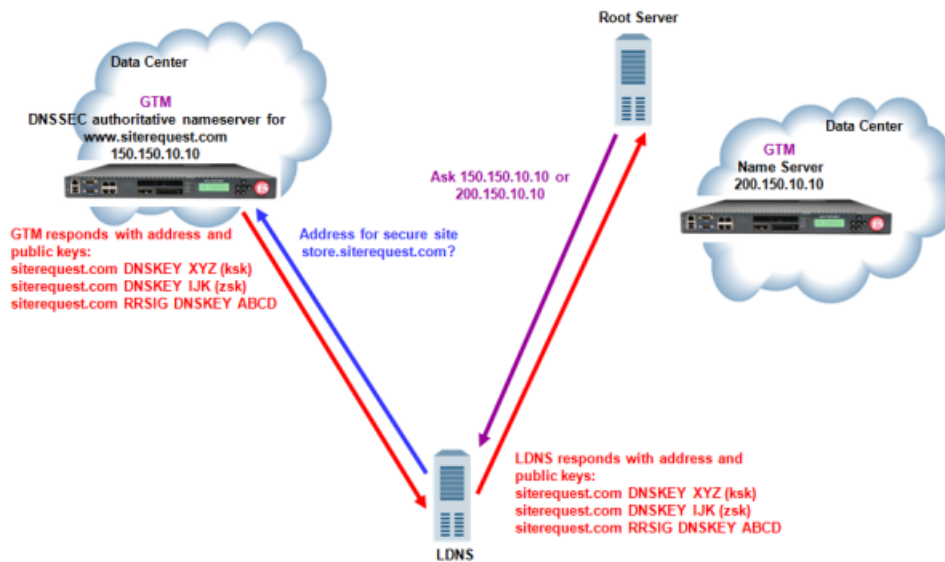 Root Server
Data Center
GTM
DNSSEC authoritative nameserver for
www.siterequest.com
150.150.10.10
Data Center
GTM
Name Server
200.150.10.10
Ask 150.150.10.10 or
200.150.10.10
GTM responds with address and
public keys:
siterequest.com DNSKEY XYZ (ksk)
siterequest.com DNSKEY IJK (zsk)
siterequest.com RRSIG DNSKEY ABCD
Address for secure site
store.siterequest.com?
LDNS responds with address and
public keys:
siterequest.com DNSKEY XYZ (ksk)
siterequest.com DNSKEY IJK (zsk)
siterequest.com RRSIG DNSKEY ABCD
LDNS